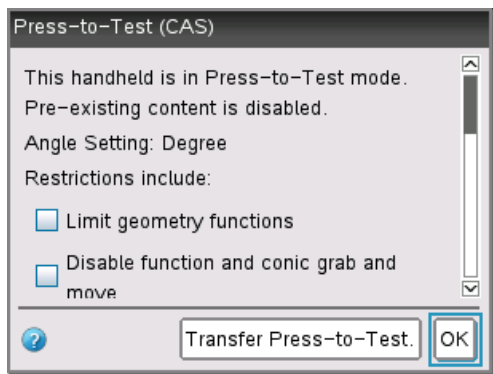 Press-to-Test (CAS)
This handheld is in Press-to-Test mode.
Pre-existing content is disabled.
Angle Setting: Degree
Restrictions include:
Limit geometry functions
Disable function and conic grab and
move
?
Transfer Press-to-Test.
OK